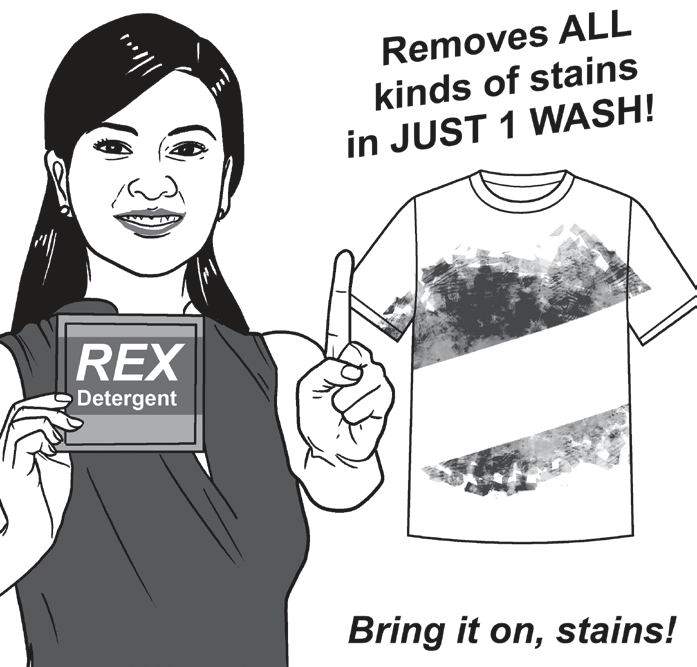 Removes ALL
kinds of stains
in JUST 1 WASH!
REX
Detergent
Bring it on, stains!